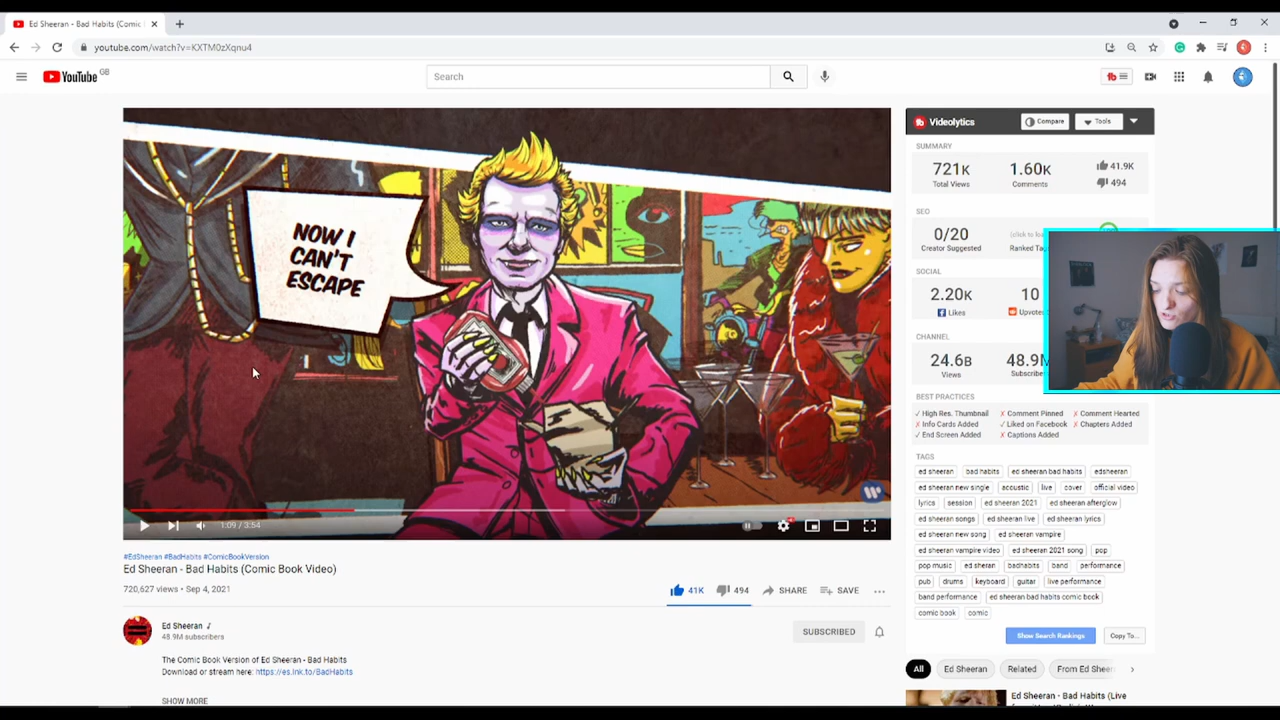 Ed Sheeran - Bad Habits (Comic
youtube.com/watch?v=KXTM0zXqnu4
YouTube GB
Search
NOW I
CAN'T
ESCAPE
1:09 / 3:54
#EdSheeran #BadHabits #ComicBookVersion
Ed Sheeran - Bad Habits (Comic Book Video)
720,627 views • Sep 4, 2021
41K 494 SHARE SAVE
Ed Sheeran
48.9M subscribers
SUBSCRIBED
The Comic Book Version of Ed Sheeran - Bad Habits
Download or stream here: https://es.lnk.to/BadHabits
SHOW MORE
Videolytics Compare Tools
SUMMARY
721K 1.60K 41.9K
Total Views Comments 494
SEO
0/20 (click to
Creator Suggested Ranked
SOCIAL
2.20K 10
Likes Upvotes
CHANNEL
24.6B 48.9M
Views Subscribe
BEST PRACTICES
✓ High Res. Thumbnail ✗ Comment Pinned ✗ Comment Hearted
✗ Info Cards Added ✓ Liked on Facebook ✗ Chapters Added
✓ End Screen Added ✗ Captions Added
TAGS
ed sheeran bad habits ed sheeran bad habits edsheeran
ed sheeran new single acoustic live cover official video
lyrics session ed sheeran 2021 ed sheeran afterglow
ed sheeran songs ed sheeran live ed sheeran lyrics
ed sheeran new song ed sheeran vampire
ed sheeran vampire video ed sheeran 2021 song pop
pop music ed sheran badhabits band performance
pub drums keyboard guitar live performance
band performance ed sheeran bad habits comic book
comic book comic
Show Search Rankings Copy To...
All Ed Sheeran Related From Ed Sheer
Ed Sheeran - Bad Habits (Live